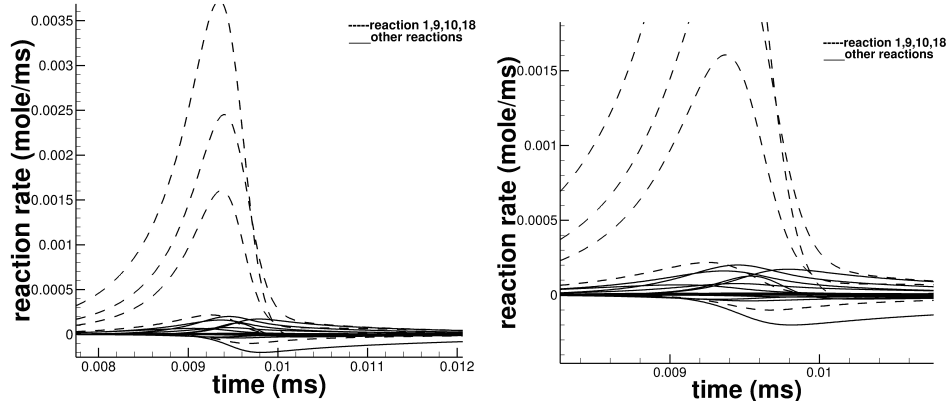 0.0035
0.003
0.0025
0.002
0.0015
0.001
0.0005
0
reaction rate (mole/ms)
-----reaction 1,9,10,18
___other reactions
0.008
0.009
0.01
0.011
0.012
time (ms)
0.0015
0.001
0.0005
0
reaction rate (mole/ms)
-----reaction 1,9,10,18
___other reactions
0.009
0.01
time (ms)